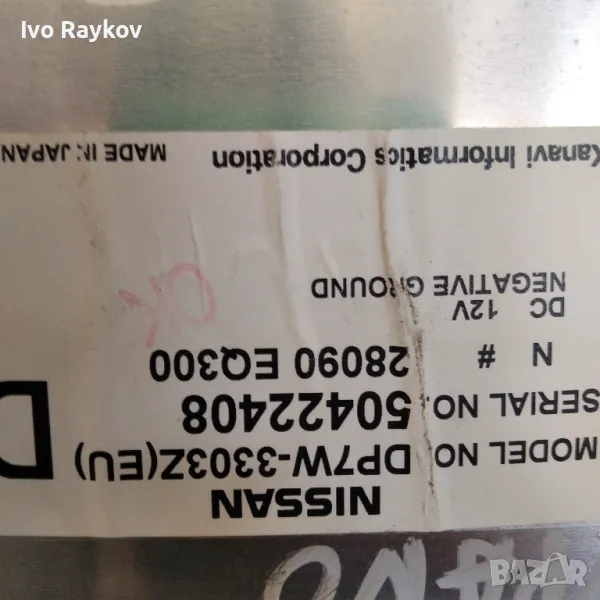 Ivo Raykov
NISSAN
MODEL NO. DP7W-3303Z(EU)
SERIAL NO. 50422408
D
N # 28090 EQ300
DC 12V
NEGATIVE GROUND
OK
Xanavi Informatics Corporation MADE IN JAPAN
BAZAR